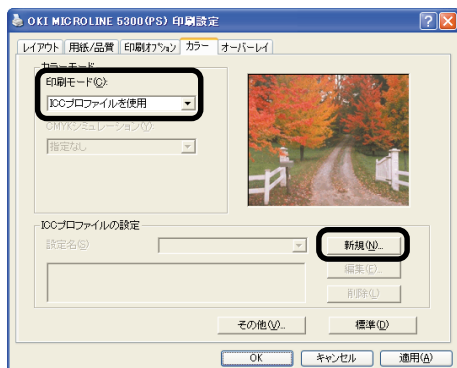 OKI MICROLINE 5300(PS) 印刷設定
レイアウト 用紙/品質 印刷オプション カラー オーバーレイ
カラーモード
印刷モード(C):
ICCプロファイルを使用
CMYKシミュレーション(Y):
指定なし
ICCプロファイルの設定
設定名(S)
新規(N)...
編集(E)...
削除(L)
その他(V)... 標準(D)
OK キャンセル 適用(A)